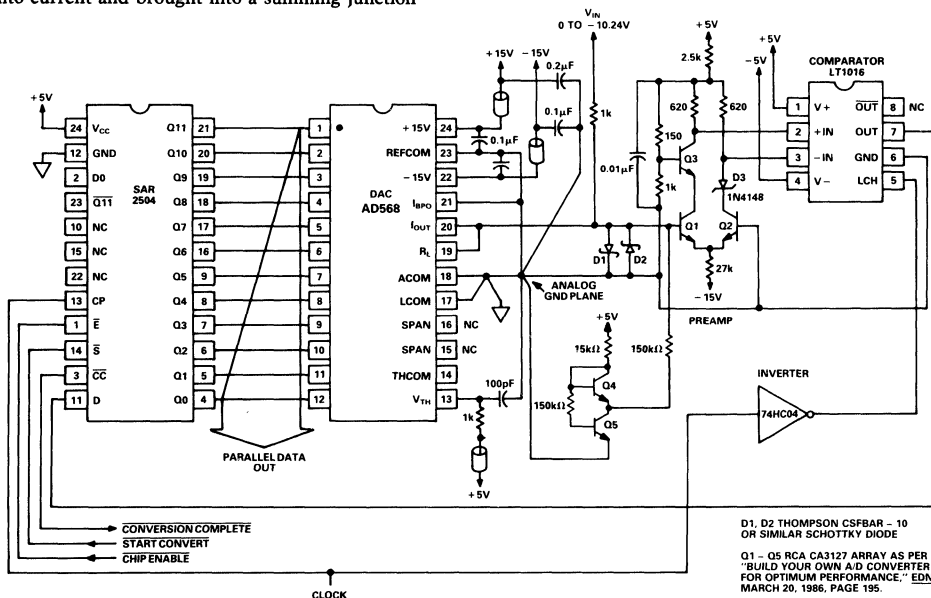 into current and brought into a summing junction
V_IN
0 TO – 10.24V
+5V
2.5k
+15V
–15V
0.2µF
0.1µF
0.1µF
1k
150
1k
0.01µF
620
620
Q3
D3
1N4148
Q1
Q2
27k
–15V
PREAMP
–5V
+5V
COMPARATOR
LT1016
1 V+ OUT 8 NC
2 +IN OUT 7
3 –IN GND 6
4 V– LCH 5
+5V
SAR
2504
24 VCC Q11 21
12 GND Q10 20
2 D0 Q9 19
23 Q11 Q8 18
10 NC Q7 17
15 NC Q6 16
22 NC Q5 9
13 CP Q4 8
1 E Q3 7
14 S Q2 6
3 CC Q1 5
11 D Q0 4
DAC
AD568
1 +15V 24
2 REFCOM 23
3 –15V 22
4 IBPO 21
5 IOUT 20
6 RL 19
7 ACOM 18
8 LCOM 17
9 SPAN 16 NC
10 SPAN 15 NC
11 THCOM 14
12 VTH 13
100pF
1k
+5V
D1
D2
ANALOG
GND PLANE
+5V
15kΩ
150kΩ
Q4
150kΩ
Q5
INVERTER
74HC04
PARALLEL DATA
OUT
CONVERSION COMPLETE
START CONVERT
CHIP ENABLE
CLOCK
D1, D2 THOMPSON CSFBAR – 10
OR SIMILAR SCHOTTKY DIODE
Q1 – Q5 RCA CA3127 ARRAY AS PER
"BUILD YOUR OWN A/D CONVERTER
FOR OPTIMUM PERFORMANCE," EDN
MARCH 20, 1986, PAGE 195.